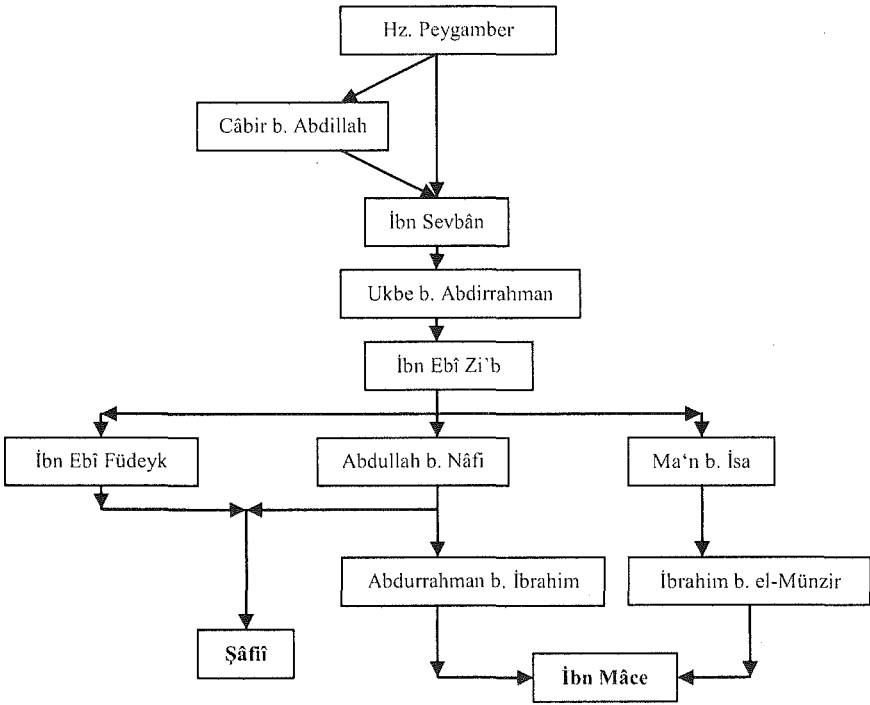 Hz. Peygamber
Câbir b. Abdillah
İbn Sevbân
Ukbe b. Abdirrahman
İbn Ebî Zi'b
İbn Ebî Füdeyk
Abdullah b. Nâfi
Ma‘n b. İsa
Abdurrahman b. İbrahim
İbrahim b. el-Münzir
Şâfiî
İbn Mâce